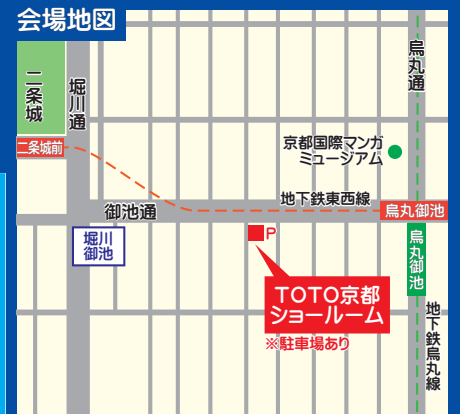 会場地図
二条城
堀川通
烏丸通
二条城前
京都国際マンガ
ミュージアム
地下鉄東西線
御池通
烏丸御池
堀川
御池
P
烏丸御池
TOTO京都
ショールーム
※駐車場あり
地下鉄烏丸線